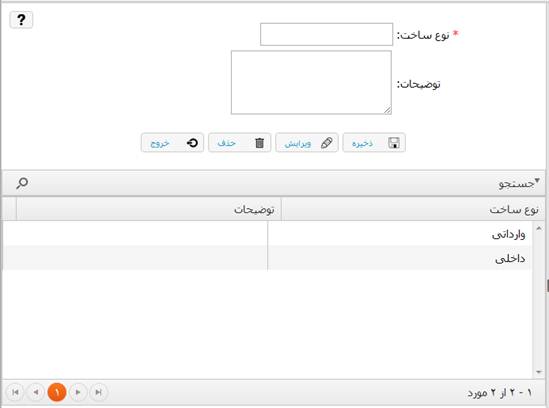 ?
* نوع ساخت:
توضیحات:
ذخیره ویرایش حذف خروج
جستجو
نوع ساخت توضیحات
وارداتی
داخلی
۱ - ۲ از ۲ مورد ۱